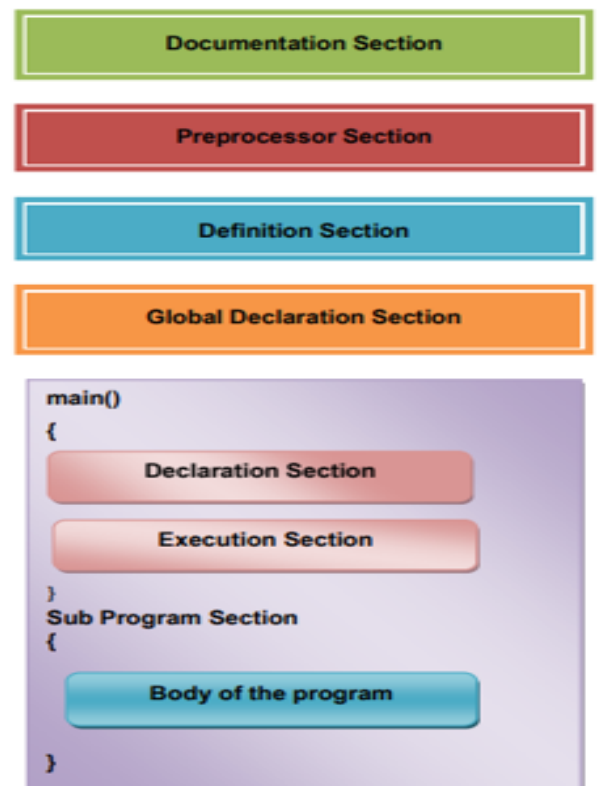 Documentation Section
Preprocessor Section
Definition Section
Global Declaration Section
main()
{
Declaration Section
Execution Section
}
Sub Program Section
{
Body of the program
}